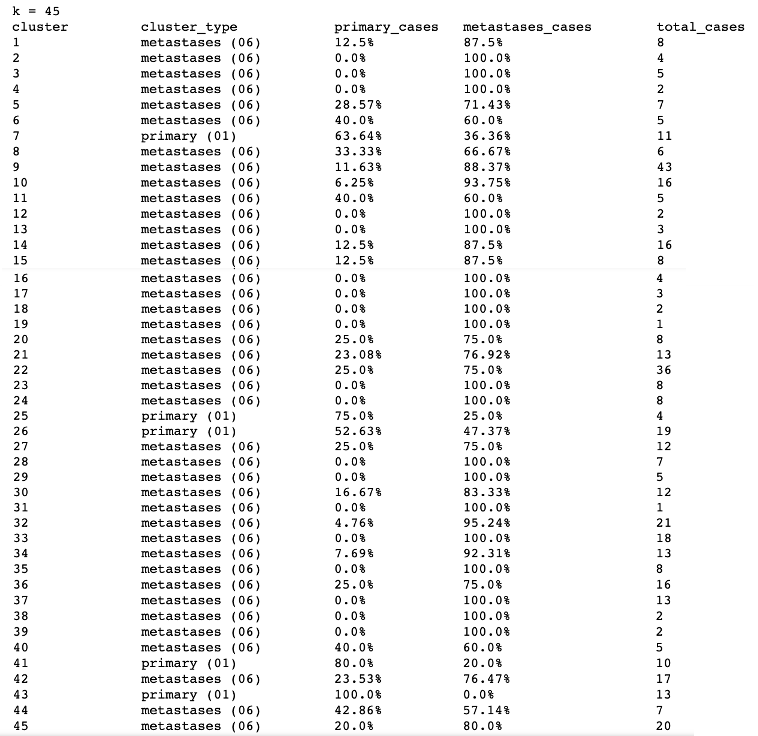 k = 45
cluster cluster_type primary_cases metastases_cases total_cases
1 metastases (06) 12.5% 87.5% 8
2 metastases (06) 0.0% 100.0% 4
3 metastases (06) 0.0% 100.0% 5
4 metastases (06) 0.0% 100.0% 2
5 metastases (06) 28.57% 71.43% 7
6 metastases (06) 40.0% 60.0% 5
7 primary (01) 63.64% 36.36% 11
8 metastases (06) 33.33% 66.67% 6
9 metastases (06) 11.63% 88.37% 43
10 metastases (06) 6.25% 93.75% 16
11 metastases (06) 40.0% 60.0% 5
12 metastases (06) 0.0% 100.0% 2
13 metastases (06) 0.0% 100.0% 3
14 metastases (06) 12.5% 87.5% 16
15 metastases (06) 12.5% 87.5% 8
16 metastases (06) 0.0% 100.0% 4
17 metastases (06) 0.0% 100.0% 3
18 metastases (06) 0.0% 100.0% 2
19 metastases (06) 0.0% 100.0% 1
20 metastases (06) 25.0% 75.0% 8
21 metastases (06) 23.08% 76.92% 13
22 metastases (06) 25.0% 75.0% 36
23 metastases (06) 0.0% 100.0% 8
24 metastases (06) 0.0% 100.0% 8
25 primary (01) 75.0% 25.0% 4
26 primary (01) 52.63% 47.37% 19
27 metastases (06) 25.0% 75.0% 12
28 metastases (06) 0.0% 100.0% 7
29 metastases (06) 0.0% 100.0% 5
30 metastases (06) 16.67% 83.33% 12
31 metastases (06) 0.0% 100.0% 1
32 metastases (06) 4.76% 95.24% 21
33 metastases (06) 0.0% 100.0% 18
34 metastases (06) 7.69% 92.31% 13
35 metastases (06) 0.0% 100.0% 8
36 metastases (06) 25.0% 75.0% 16
37 metastases (06) 0.0% 100.0% 13
38 metastases (06) 0.0% 100.0% 2
39 metastases (06) 0.0% 100.0% 2
40 metastases (06) 40.0% 60.0% 5
41 primary (01) 80.0% 20.0% 10
42 metastases (06) 23.53% 76.47% 17
43 primary (01) 100.0% 0.0% 13
44 metastases (06) 42.86% 57.14% 7
45 metastases (06) 20.0% 80.0% 20